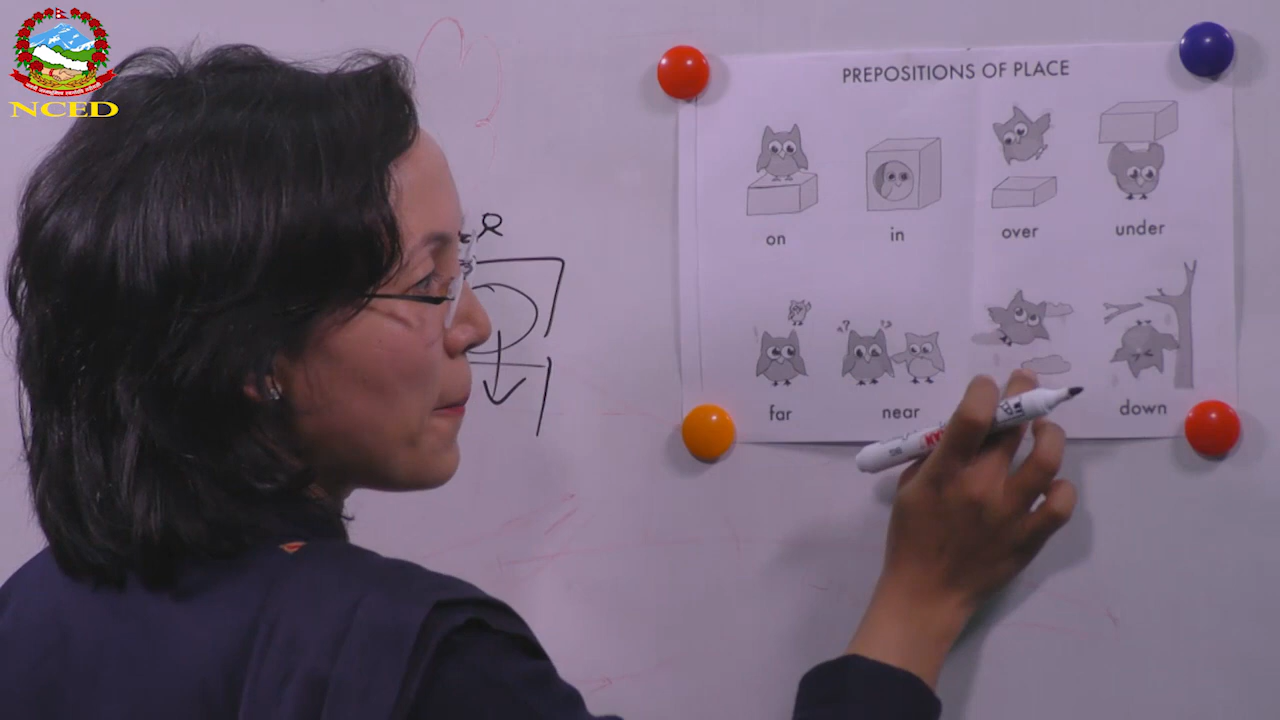 NCED
PREPOSITIONS OF PLACE
on in over under
far near down